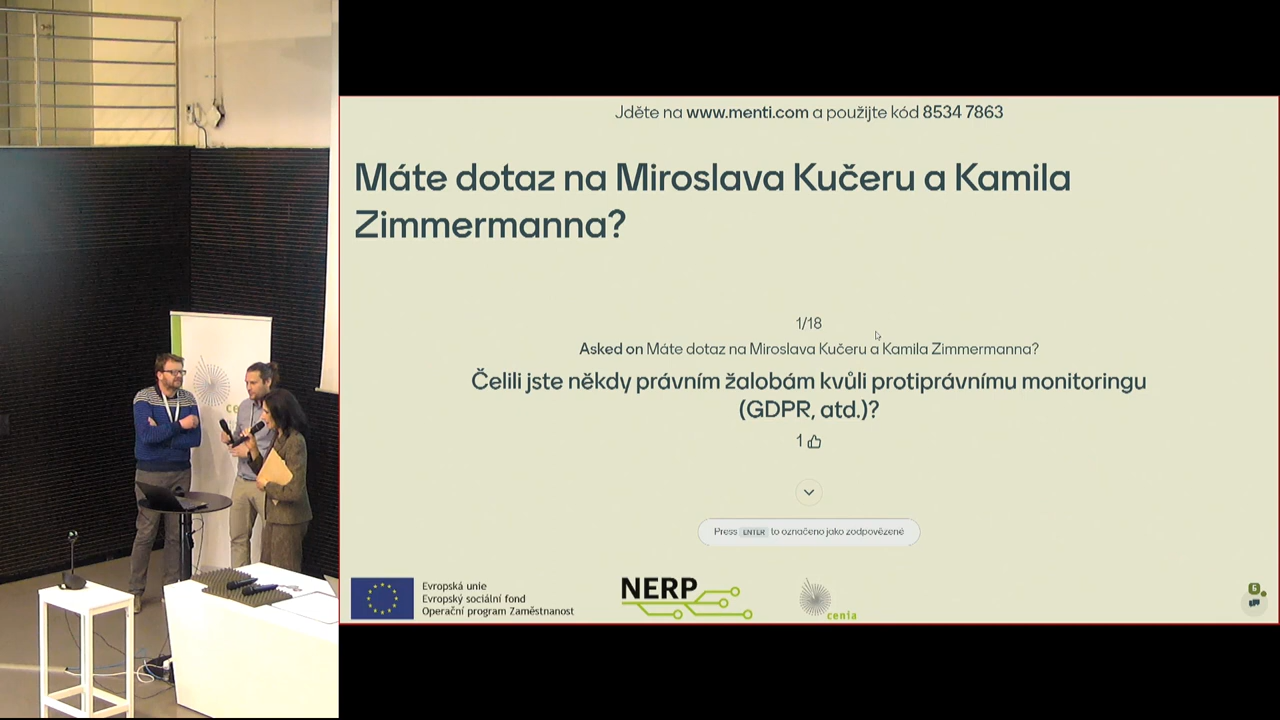 Jděte na www.menti.com a použijte kód 8534 7863
Máte dotaz na Miroslava Kučeru a Kamila
Zimmermanna?
1/18
Asked on Máte dotaz na Miroslava Kučeru a Kamila Zimmermanna?
Čelili jste někdy právním žalobám kvůli protiprávnímu monitoringu
(GDPR, atd.)?
1
Press ENTER to označeno jako zodpovězené
Evropská unie
Evropský sociální fond
Operační program Zaměstnanost
NERP
cenia
6